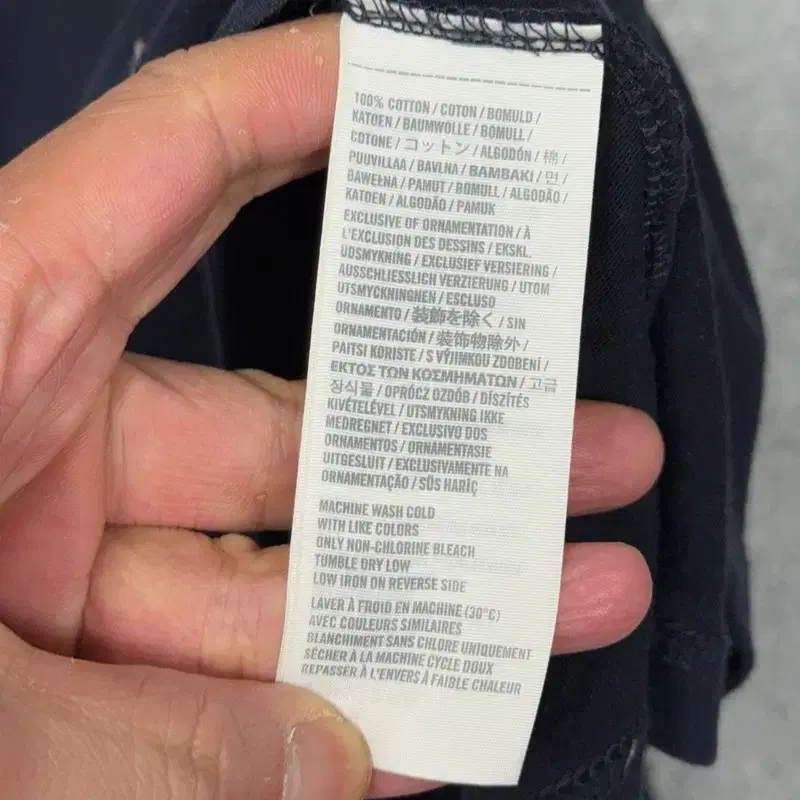 100% COTTON / COTON / BOMULD /
KATOEN / BAUMWOLLE / BOMULL /
COTONE / コットン / ALGODÓN / 棉 /
PUUVILLAA / BAVLNA / ΒΑΜΒΑΚΙ / 면 /
BAWEŁNA / PAMUT / BOMULL / ALGODÃO /
KATOEN / ALGODÃO / PAMUK
EXCLUSIVE OF ORNAMENTATION / À
L'EXCLUSION DES DESSINS / EKSKL.
UDSMYKNING / EXCLUSIEF VERSIERING /
AUSSCHLIESSLICH VERZIERUNG / UTOM
UTSMYCKNINGNEN / ESCLUSO
ORNAMENTO / 装飾を除く / SIN
ORNAMENTACIÓN / 装饰物除外 /
PAITSI KORISTE / S VÝJIMKOU ZDOBENÍ /
ΕΚΤΟΣ ΤΩΝ ΚΟΣΜΗΜΑΤΩΝ / 고급
장식물 / OPRÓCZ OZDÓB / DÍSZÍTÉS
KIVÉTELÉVEL / UTSMYKNING IKKE
MEDREGNET / EXCLUSIVO DOS
ORNAMENTOS / ORNAMENTASIE
UITGESLUIT / EXCLUSIVAMENTE NA
ORNAMENTAÇÃO / SÜS HARİÇ
MACHINE WASH COLD
WITH LIKE COLORS
ONLY NON-CHLORINE BLEACH
TUMBLE DRY LOW
LOW IRON ON REVERSE SIDE
LAVER À FROID EN MACHINE (30°C)
AVEC COULEURS SIMILAIRES
BLANCHIMENT SANS CHLORE UNIQUEMENT
SÉCHER À LA MACHINE CYCLE DOUX
REPASSER À L'ENVERS À FAIBLE CHALEUR